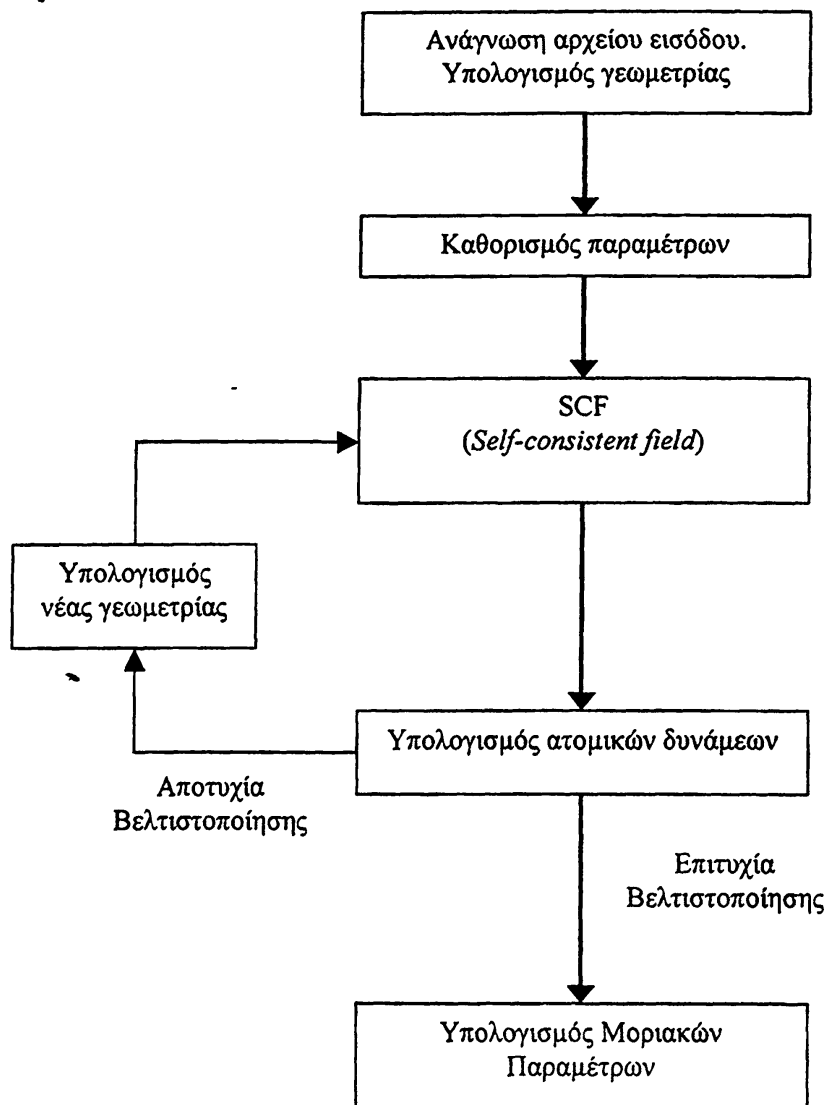 Ανάγνωση αρχείου εισόδου.
Υπολογισμός γεωμετρίας
Καθορισμός παραμέτρων
SCF
(Self-consistent field)
Υπολογισμός
νέας γεωμετρίας
Υπολογισμός ατομικών δυνάμεων
Αποτυχία
Βελτιστοποίησης
Επιτυχία
Βελτιστοποίησης
Υπολογισμός Μοριακών
Παραμέτρων